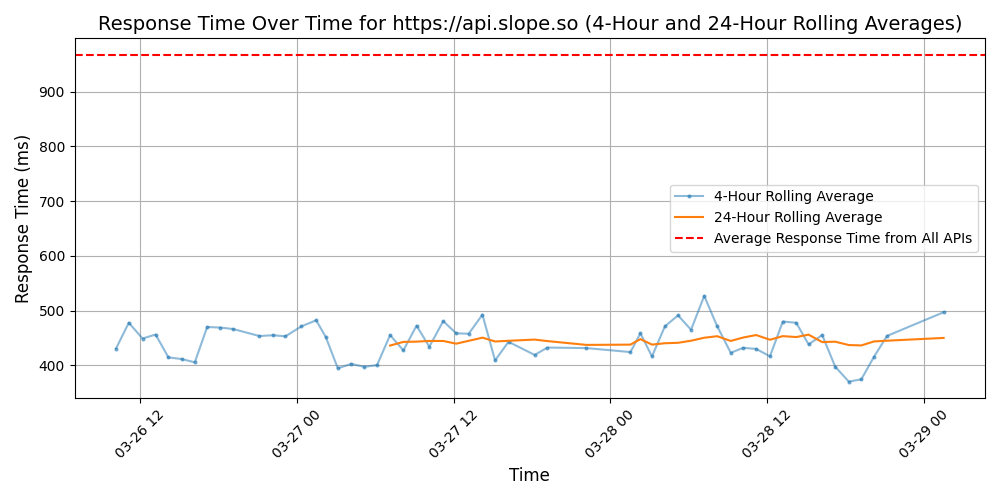 Response Time Over Time for https://api.slope.so (4-Hour and 24-Hour Rolling Averages)
Response Time (ms)
900
800
700
600
500
400
4-Hour Rolling Average
24-Hour Rolling Average
Average Response Time from All APIs
03-26 12
03-27 00
03-27 12
03-28 00
03-28 12
03-29 00
Time